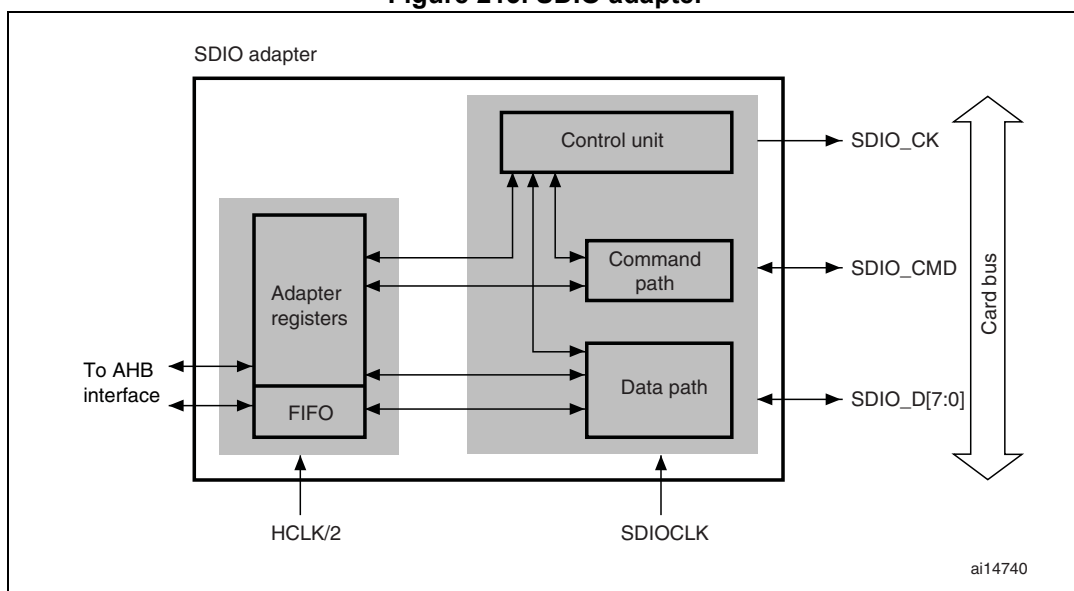 Figure SDIO adapter
SDIO adapter
Control unit
SDIO_CK
Command
path
SDIO_CMD
Adapter
registers
Card bus
To AHB
interface
Data path
SDIO_D[7:0]
FIFO
HCLK/2
SDIOCLK
ai14740